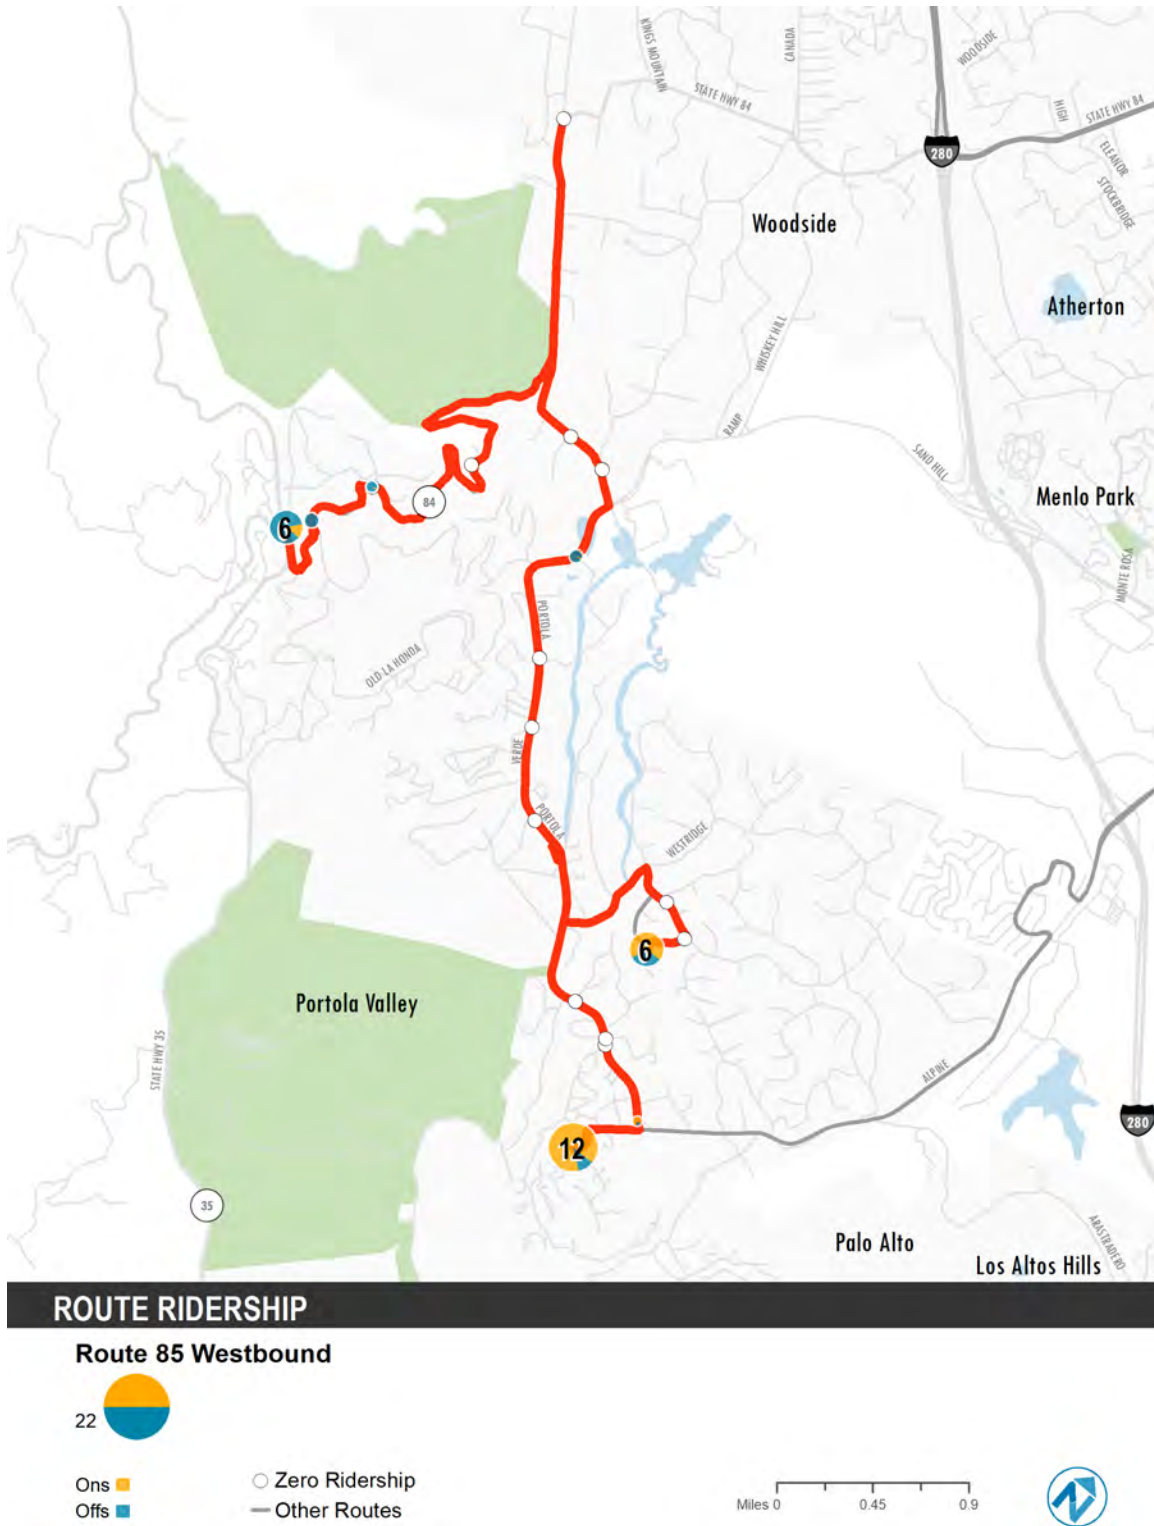 KINGS MOUNTAIN
CANADA
WOODSIDE
STATE HWY 84
HIGH
STATE HWY 84
280
ELEANOR
STOCKBRIDGE
Woodside
Atherton
WHISKEY HILL
RAMP
SAND HILL
Menlo Park
84
6
MONTE ROSA
PORTOLA
OLD LA HONDA
VERDE
PORTOLA
WESTRIDGE
6
Portola Valley
STATE HWY 35
ALPINE
280
12
35
Palo Alto
ARASTRADERO
Los Altos Hills
ROUTE RIDERSHIP
Route 85 Westbound
22
Ons
Zero Ridership
Offs
Other Routes
Miles 0 0.45 0.9